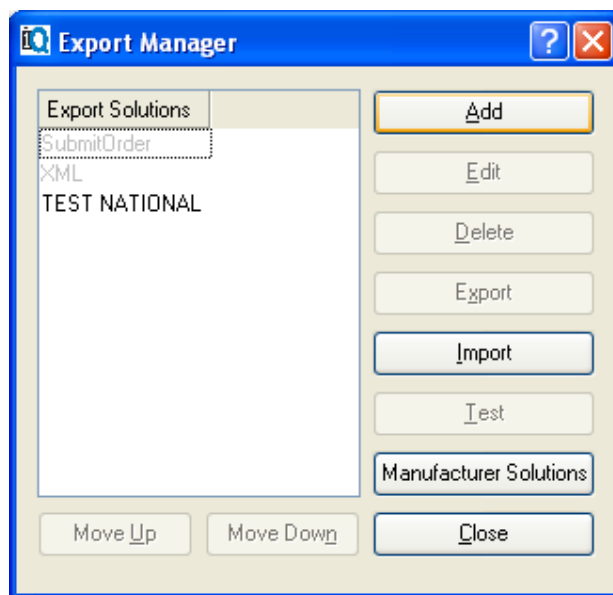 iQ Export Manager
?
Export Solutions
SubmitOrder
XML
TEST NATIONAL
Add
Edit
Delete
Export
Import
Test
Manufacturer Solutions
Move Up
Move Down
Close